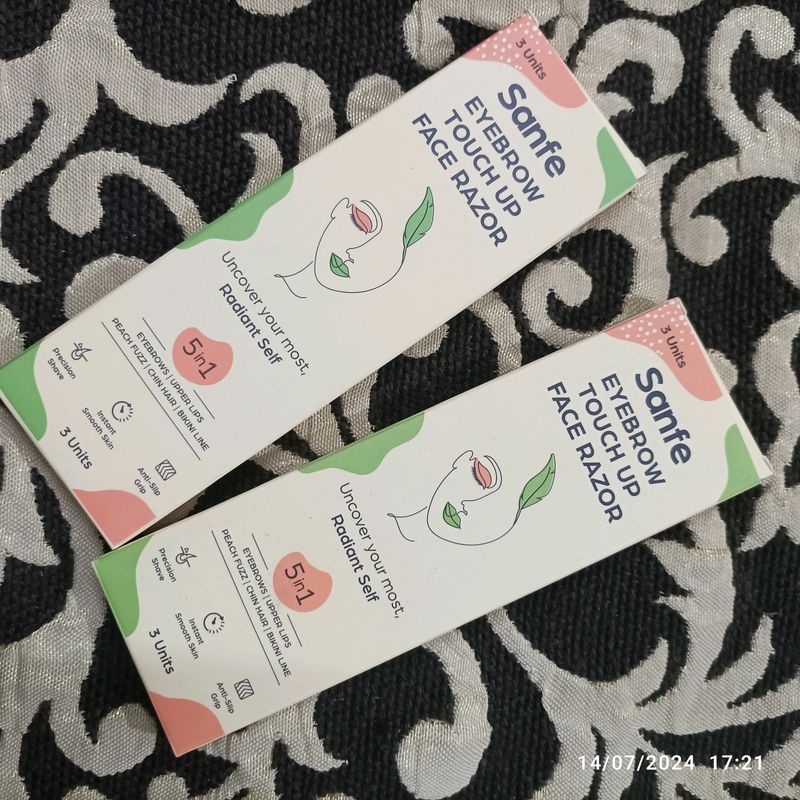 3 Units
Sanfe
EYEBROW
TOUCH UP
FACE RAZOR
Uncover your most,
Radiant Self
5 in 1
EYEBROWS | UPPER LIPS
PEACH FUZZ | CHIN HAIR | BIKINI LINE
Precision
Shave
Instant
Smooth Skin
Anti-Slip
Grip
3 Units
3 Units
Sanfe
EYEBROW
TOUCH UP
FACE RAZOR
Uncover your most,
Radiant Self
5 in 1
EYEBROWS | UPPER LIPS
PEACH FUZZ | CHIN HAIR | BIKINI LINE
Precision
Shave
Instant
Smooth Skin
Anti-Slip
Grip
3 Units
14/07/2024 17:21